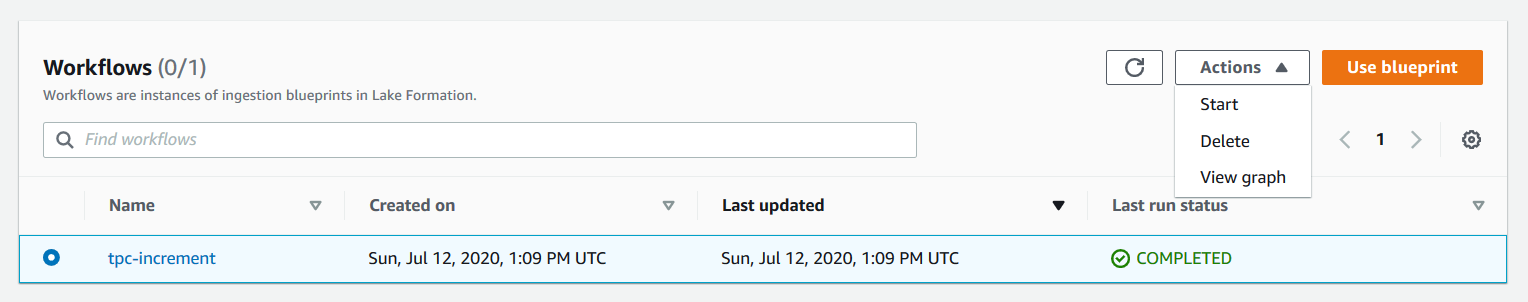 Workflows (0/1)
Actions
Use blueprint
Workflows are instances of ingestion blueprints in Lake Formation.
Start
Delete
View graph
Find workflows
1
Name Created on Last updated Last run status
tpc-increment Sun, Jul 12, 2020, 1:09 PM UTC Sun, Jul 12, 2020, 1:09 PM UTC COMPLETED